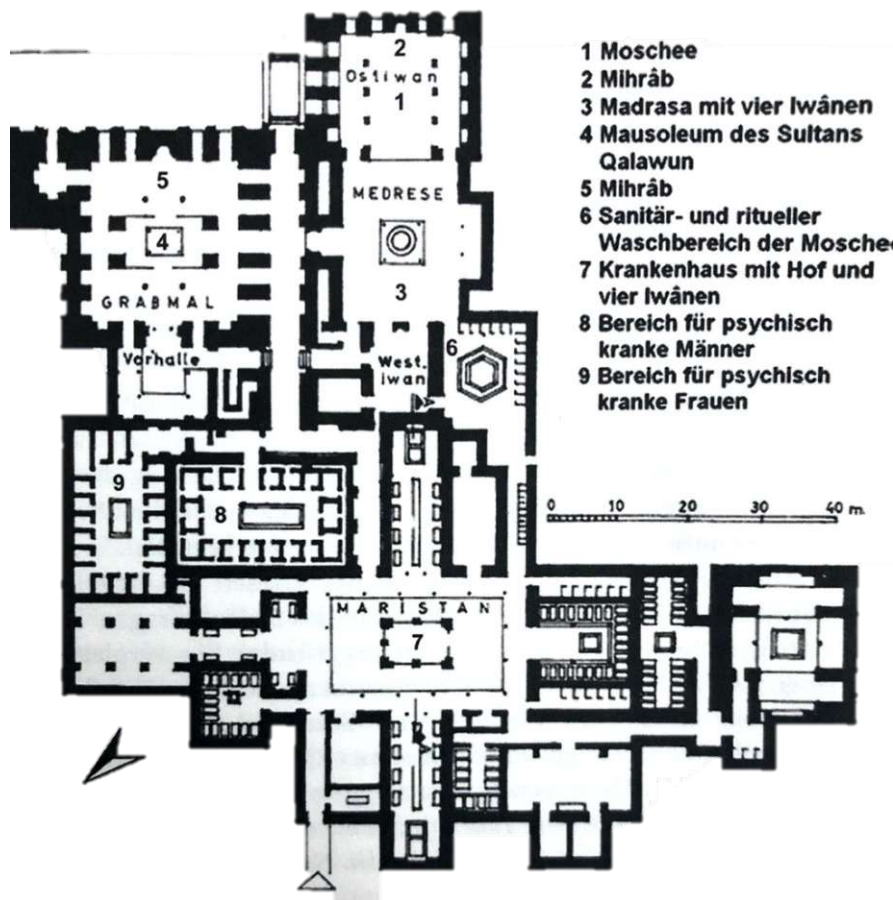 2
Ostiwan
1
1 Moschee
2 Mihrâb
3 Madrasa mit vier Iwânen
4 Mausoleum des Sultans
Qalawun
5 Mihrâb
6 Sanitär- und ritueller
Waschbereich der Moschee
7 Krankenhaus mit Hof und
vier Iwânen
8 Bereich für psychisch
kranke Männer
9 Bereich für psychisch
kranke Frauen
5
MEDRESE
4
3
GRABMAL
Vorhalle
West.
iwan
6
9
8
0 10 20 30 40 m.
MARISTAN
7